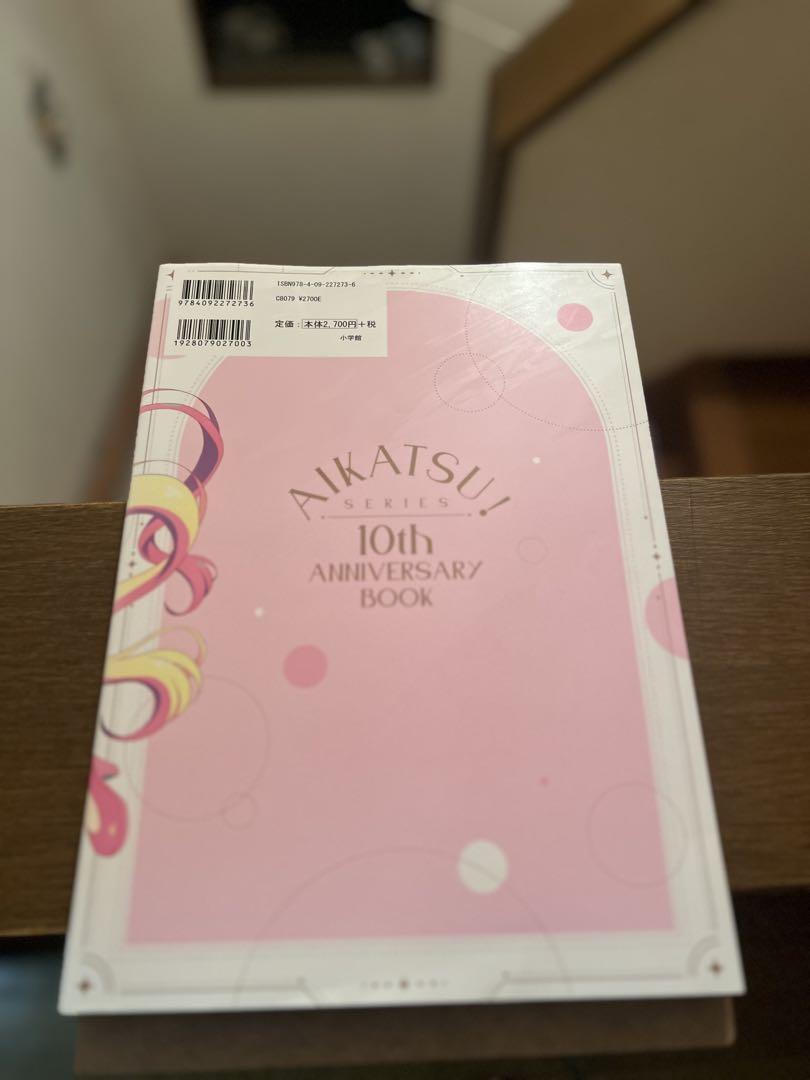 ISBN978-4-09-227273-6
9784092272736
C8079 ¥2700E
定価：本体2,700円+税
1928079027003
小学館
AIKATSU!
SERIES
10th
ANNIVERSARY
BOOK